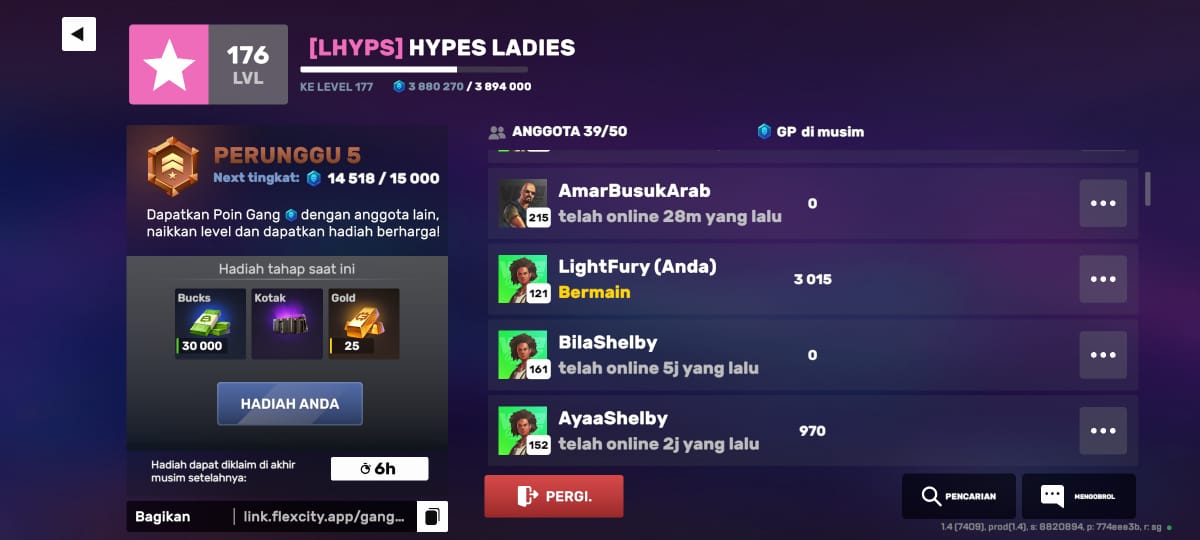 176
LVL
[LHYPS] HYPES LADIES
KE LEVEL 177 3 880 270 / 3 894 000
PERUNGGU 5
Next tingkat: 14 518 / 15 000
Dapatkan Poin Gang dengan anggota lain,
naikkan level dan dapatkan hadiah berharga!
Hadiah tahap saat ini
Bucks
30 000
Kotak
Gold
25
HADIAH ANDA
Hadiah dapat diklaim di akhir
musim setelahnya:
6h
Bagikan | link.flexcity.app/gang...
ANGGOTA 39/50 GP di musim
AmarBusukArab
215 telah online 28m yang lalu
0
LightFury (Anda)
121 Bermain
3 015
BilaShelby
161 telah online 5j yang lalu
0
AyaaShelby
152 telah online 2j yang lalu
970
PERGI.
PENCARIAN
MENGOBROL
1.4 (7409), prod(1.4), s: 8820894, p: 774eee3b, r: sg